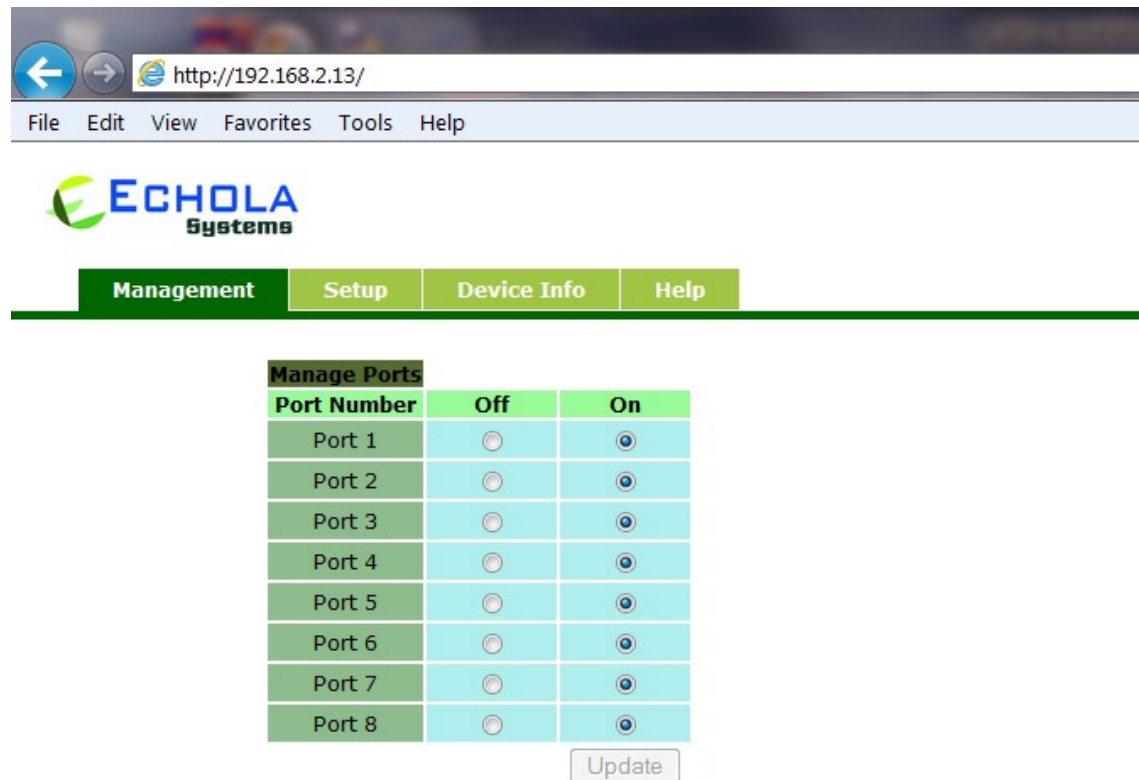 http://192.168.2.13/
File Edit View Favorites Tools Help
ECHOLA
Systems
Management Setup Device Info Help
Manage Ports
Port Number Off On
Port 1
Port 2
Port 3
Port 4
Port 5
Port 6
Port 7
Port 8
Update